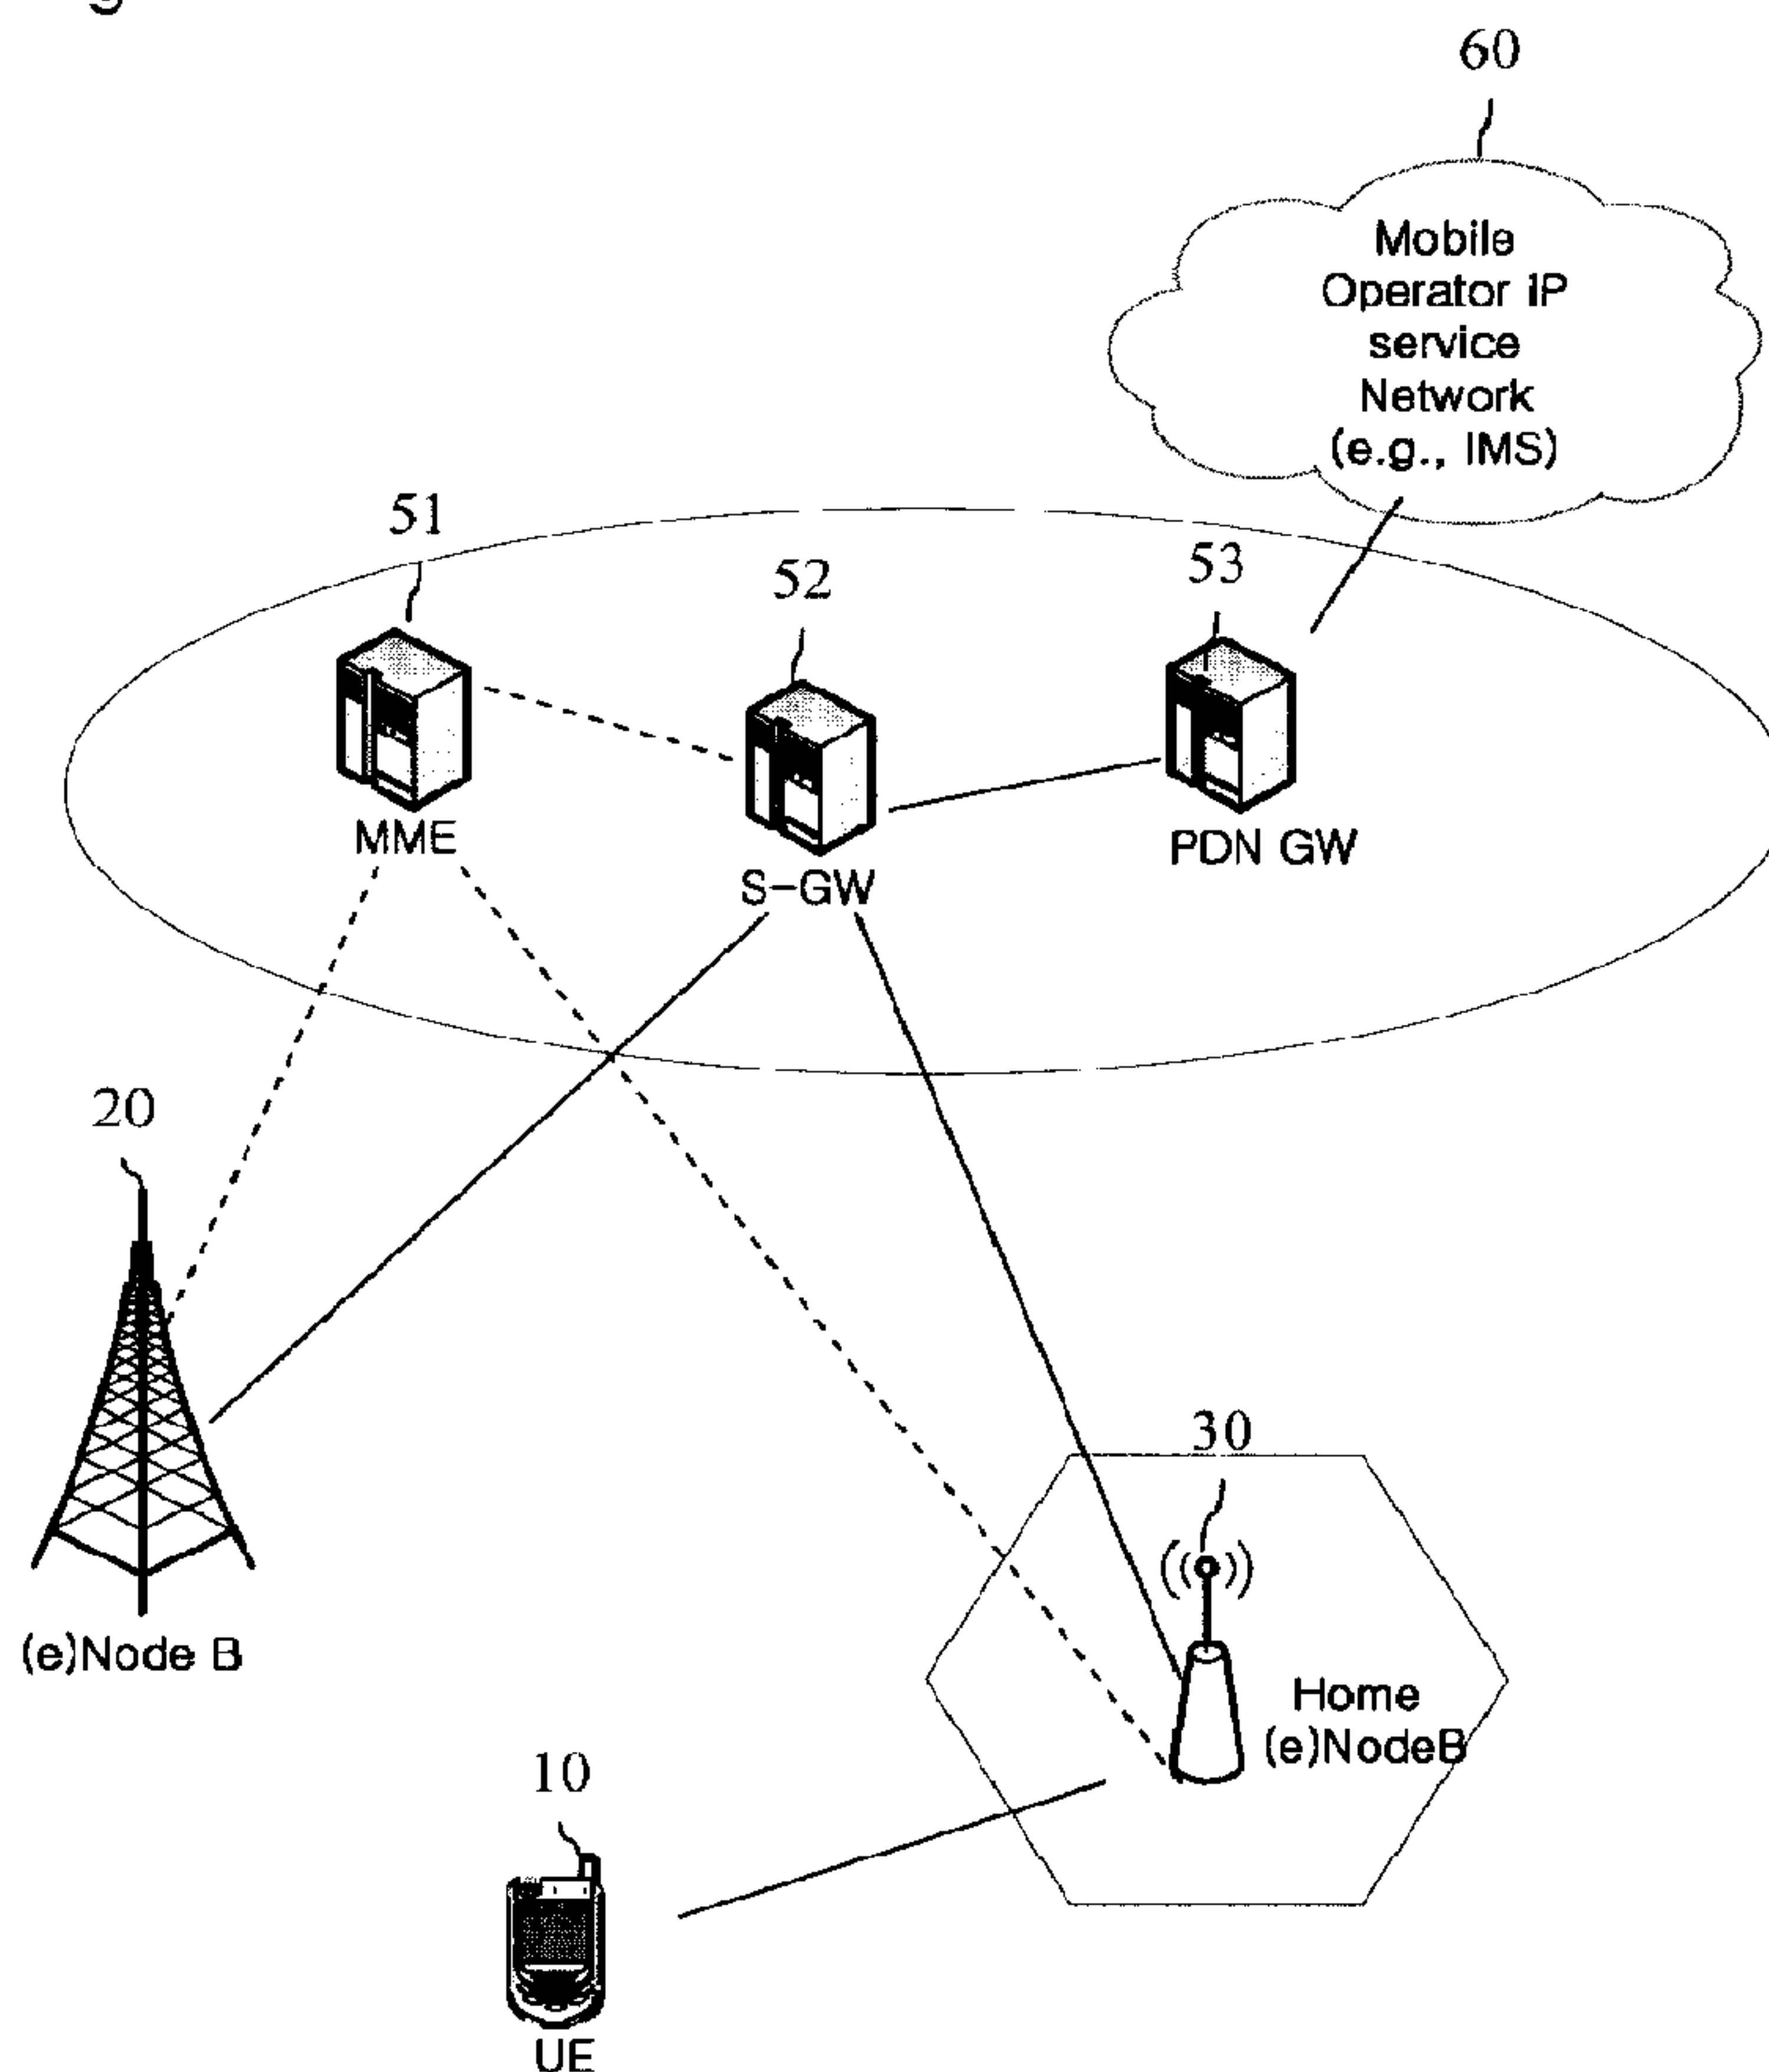 60
Mobile
Operator IP
service
Network
(e.g., IMS)
51
52
53
MME
S-GW
PDN GW
20
(e)Node B
30
Home
(e)NodeB
10
UE